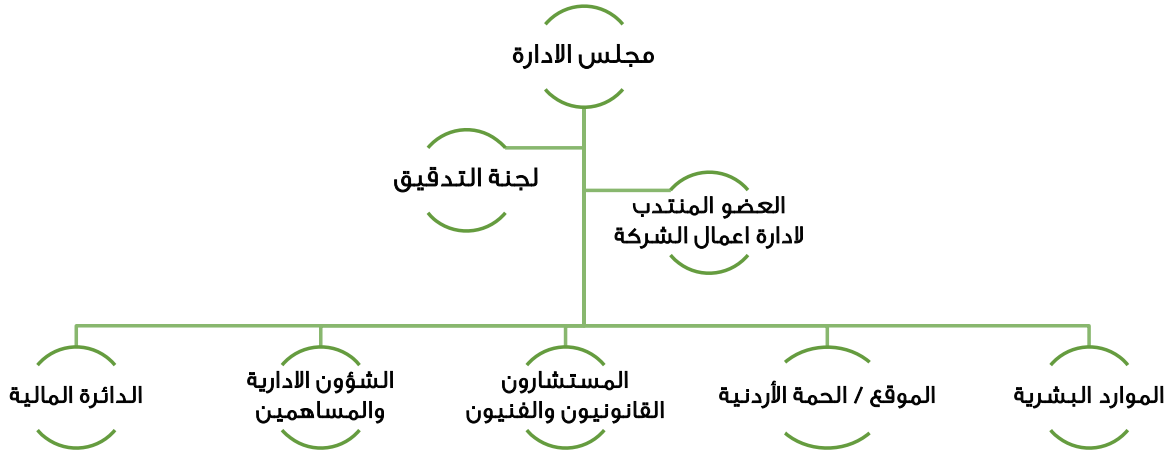 مجلس الادارة
لجنة التدقيق
العضو المنتدب
لادارة اعمال الشركة
الموارد البشرية
الموقع / الحمة الأردنية
المستشارون
القانونيون والفنيون
الشؤون الادارية
والمساهمين
الدائرة المالية